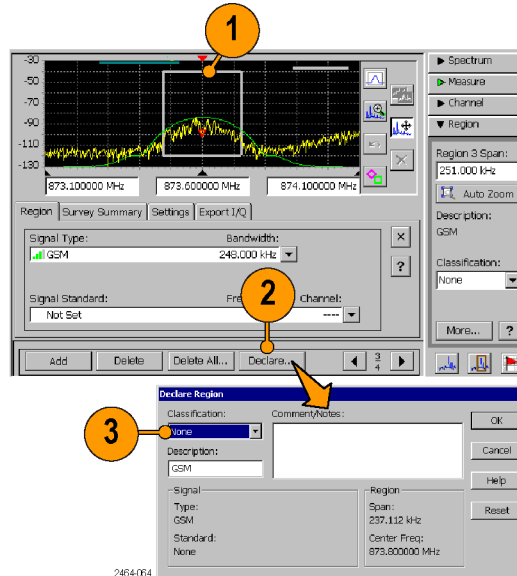 1
-30
-50
-70
-90
-110
-130
873.100000 MHz
873.600000 MHz
874.100000 MHz
Region
Survey Summary
Settings
Export I/Q
Signal Type:
Bandwidth:
GSM
248.000 kHz
Signal Standard:
Channel:
Not Set
----
2
Add
Delete
Delete All...
Declare...
3
4
Spectrum
Measure
Channel
Region
Region 3 Span:
251.000 kHz
Auto Zoom
Description:
GSM
Classification:
None
More...
?
Declare Region
Classification:
Comment/Notes:
3
None
Description:
GSM
OK
Cancel
Help
Reset
Signal
Type:
GSM
Standard:
None
Region
Span:
237.112 kHz
Center Freq:
873.800000 MHz
2464-064